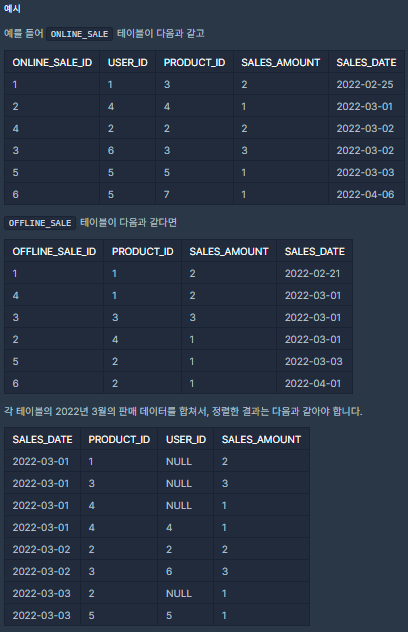 예시
예를 들어 ONLINE_SALE 테이블이 다음과 같고
ONLINE_SALE_ID USER_ID PRODUCT_ID SALES_AMOUNT SALES_DATE
1 1 3 2 2022-02-25
2 4 4 1 2022-03-01
4 2 2 2 2022-03-02
3 6 3 3 2022-03-02
5 5 5 1 2022-03-03
6 5 7 1 2022-04-06
OFFLINE_SALE 테이블이 다음과 같다면
OFFLINE_SALE_ID PRODUCT_ID SALES_AMOUNT SALES_DATE
1 1 2 2022-02-21
4 1 2 2022-03-01
3 3 3 2022-03-01
2 4 1 2022-03-01
5 2 1 2022-03-03
6 2 1 2022-04-01
각 테이블의 2022년 3월의 판매 데이터를 합쳐서, 정렬한 결과는 다음과 같아야 합니다.
SALES_DATE PRODUCT_ID USER_ID SALES_AMOUNT
2022-03-01 1 NULL 2
2022-03-01 3 NULL 3
2022-03-01 4 NULL 1
2022-03-01 4 4 1
2022-03-02 2 2 2
2022-03-02 3 6 3
2022-03-03 2 NULL 1
2022-03-03 5 5 1